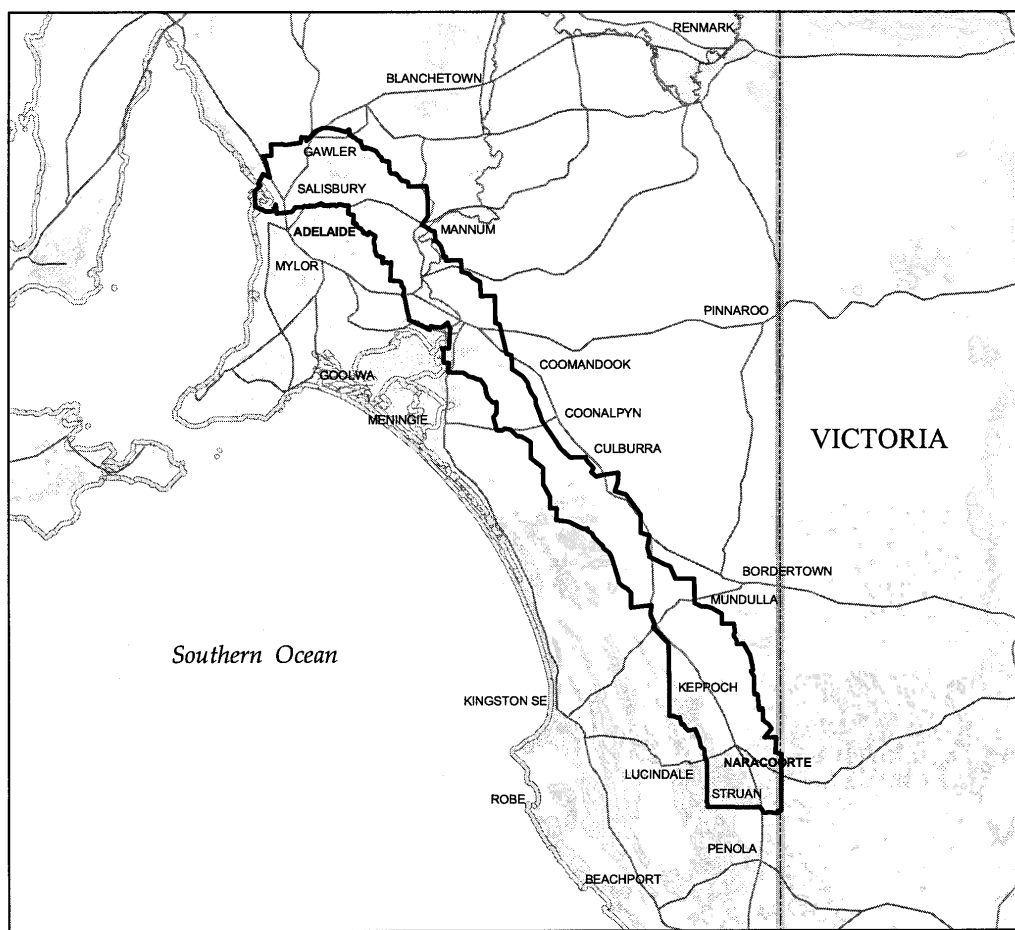 RENMARK
BLANCHETOWN
GAWLER
SALISBURY
ADELAIDE
MANNUM
MYLOR
PINNAROO
COOMANDOOK
GOOLWA
COONALPYN
MENINGIE
CULBURRA
VICTORIA
BORDERTOWN
MUNDULLA
Southern Ocean
KEPPOCH
KINGSTON SE
NARACOORTE
LUCINDALE
STRUAN
ROBE
PENOLA
BEACHPORT